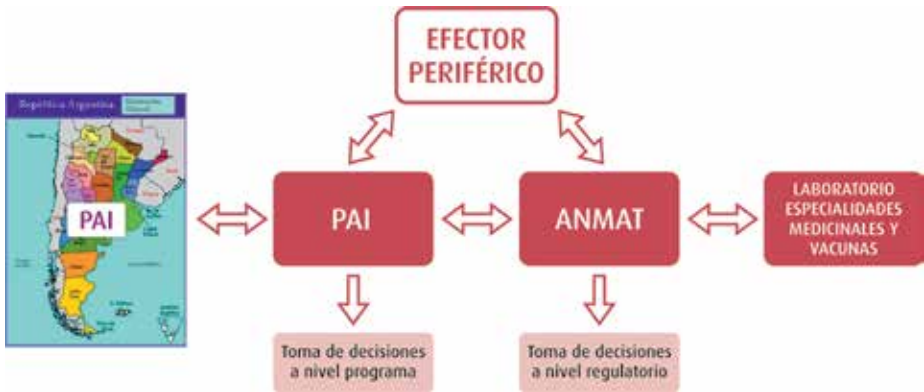 EFECTOR
PERIFÉRICO
República Argentina
PAI
PAI
ANMAT
LABORATORIO
ESPECIALIDADES
MEDICINALES Y
VACUNAS
Toma de decisiones
a nivel programa
Toma de decisiones
a nivel regulatorio